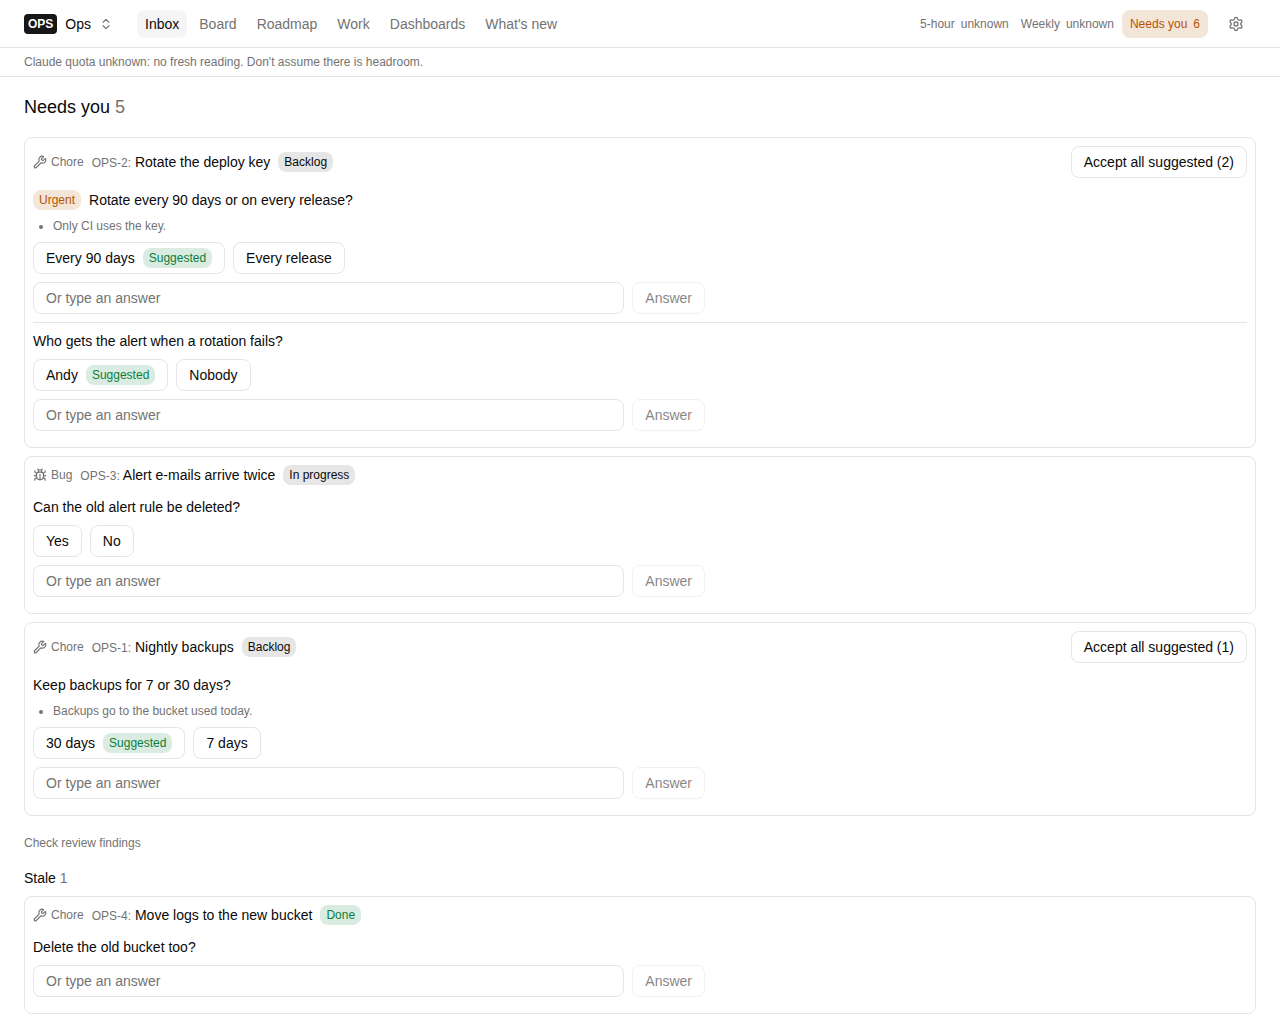 OPS Ops Inbox Board Roadmap Work Dashboards What's new 5-hour unknown Weekly unknown Needs you 6
Claude quota unknown: no fresh reading. Don't assume there is headroom.
Needs you 5
Chore OPS-2: Rotate the deploy key Backlog Accept all suggested (2)
Urgent Rotate every 90 days or on every release?
• Only CI uses the key.
Every 90 days Suggested Every release
Or type an answer Answer
Who gets the alert when a rotation fails?
Andy Suggested Nobody
Or type an answer Answer
Bug OPS-3: Alert e-mails arrive twice In progress
Can the old alert rule be deleted?
Yes No
Or type an answer Answer
Chore OPS-1: Nightly backups Backlog Accept all suggested (1)
Keep backups for 7 or 30 days?
• Backups go to the bucket used today.
30 days Suggested 7 days
Or type an answer Answer
Check review findings
Stale 1
Chore OPS-4: Move logs to the new bucket Done
Delete the old bucket too?
Or type an answer Answer